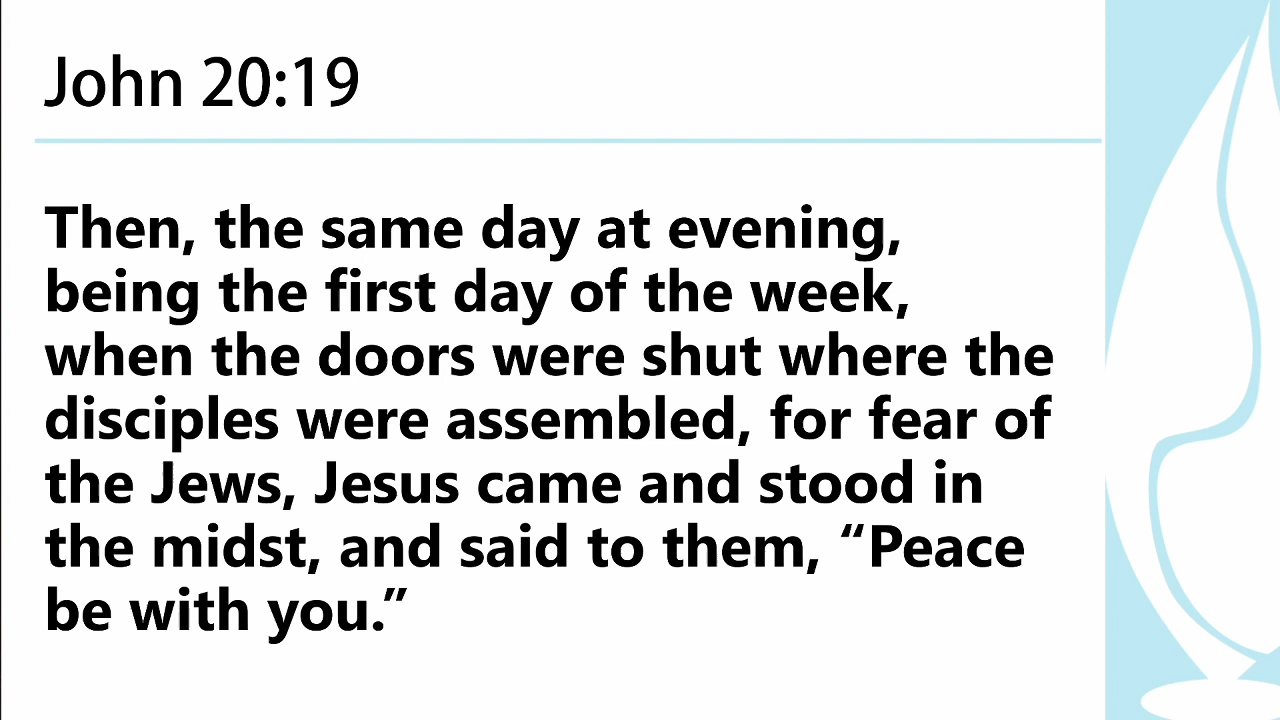 John 20:19
Then, the same day at evening,
being the first day of the week,
when the doors were shut where the
disciples were assembled, for fear of
the Jews, Jesus came and stood in
the midst, and said to them, “Peace
be with you.”